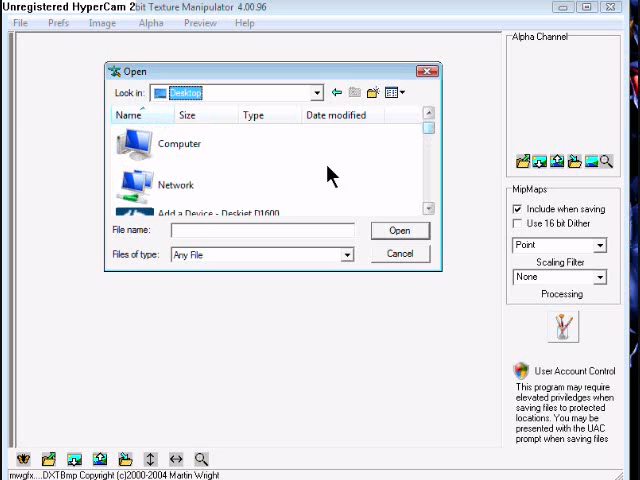 Unregistered HyperCam 2bit Texture Manipulator 4.00.96
File Prefs Image Alpha Preview Help
Alpha Channel
Open
Look in: Desktop
Name Size Type Date modified
Computer
Network
Add a Device - Deskjet D1600
File name: Open
Files of type: Any File Cancel
MipMaps
Include when saving
Use 16 bit Dither
Point
Scaling Filter
None
Processing
User Account Control
This program may require
elevated priviledges when
saving files to protected
locations. You may be
presented with the UAC
prompt when saving files
mwgfx....DXTBmp Copyright (c)2000-2004 Martin Wright